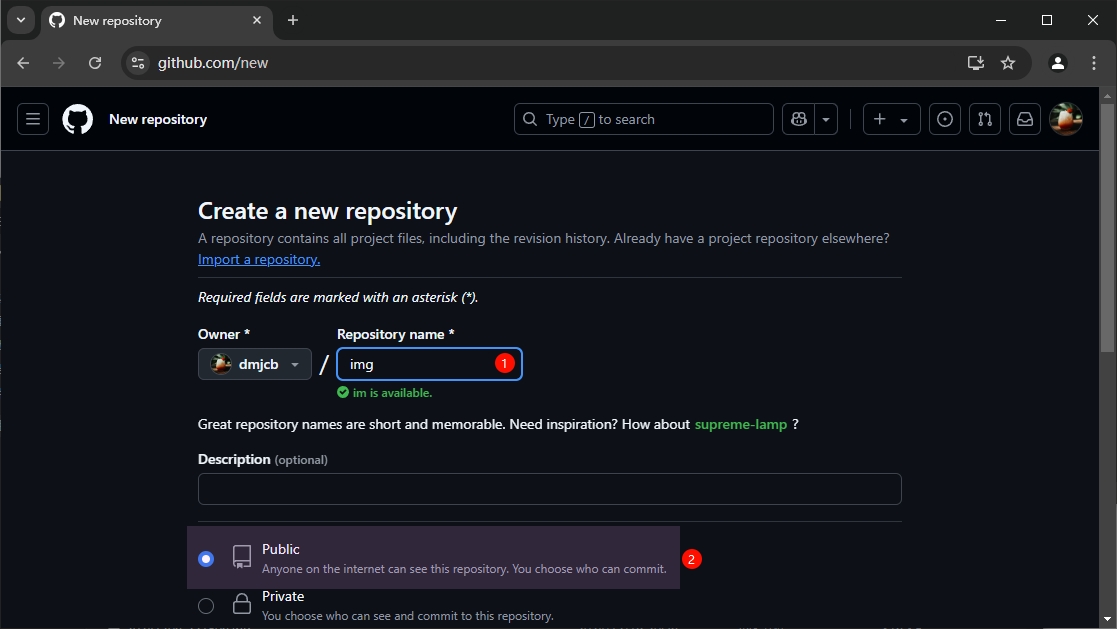 New repository
github.com/new
New repository
Type / to search
Create a new repository
A repository contains all project files, including the revision history. Already have a project repository elsewhere?
Import a repository.
Required fields are marked with an asterisk (*).
Owner * Repository name *
dmjcb / img 1
im is available.
Great repository names are short and memorable. Need inspiration? How about supreme-lamp ?
Description (optional)
Public
Anyone on the internet can see this repository. You choose who can commit. 2
Private
You choose who can see and commit to this repository.